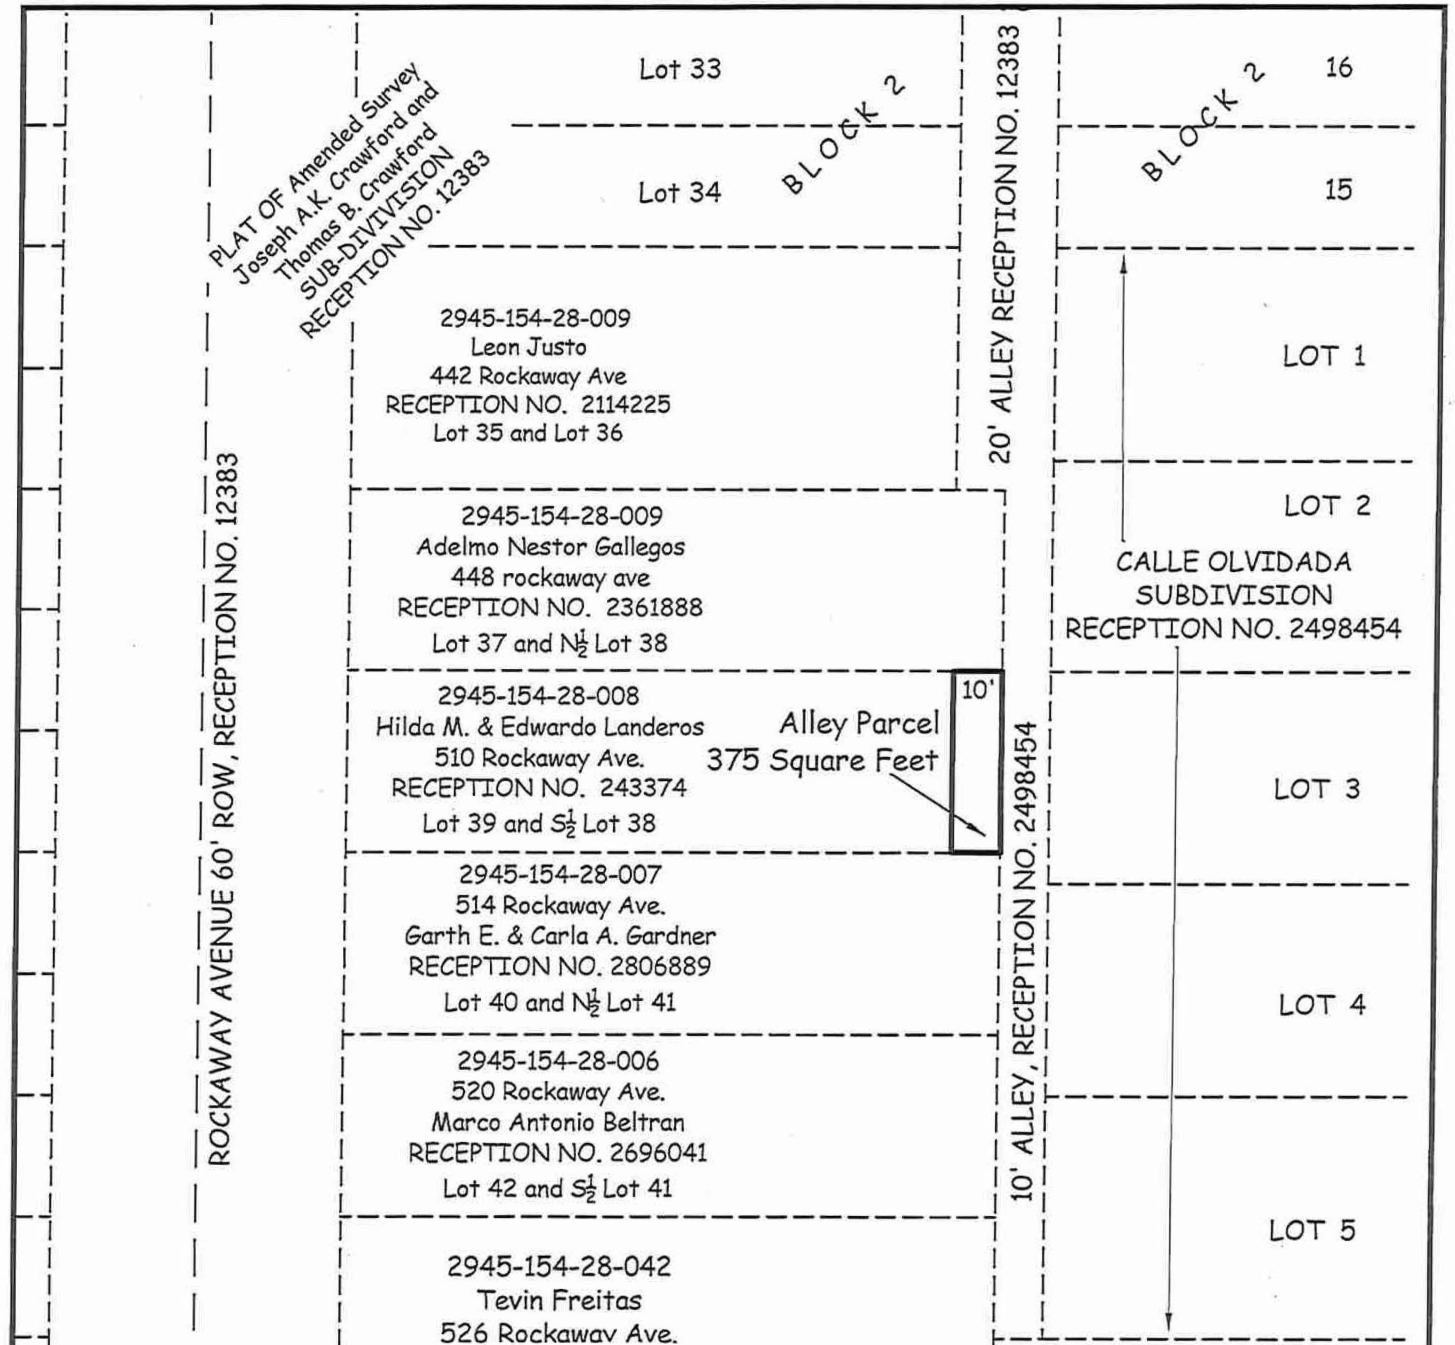 Lot 33
BLOCK 2
20' ALLEY RECEPTION NO. 12383
BLOCK 2
16
PLAT OF Amended Survey
Joseph A.K. Crawford and
Thomas B. Crawford
SUB-DIVIVISION
RECEPTION NO. 12383
Lot 34
15
2945-154-28-009
Leon Justo
442 Rockaway Ave
RECEPTION NO. 2114225
Lot 35 and Lot 36
LOT 1
ROCKAWAY AVENUE 60' ROW, RECEPTION NO. 12383
2945-154-28-009
Adelmo Nestor Gallegos
448 rockaway ave
RECEPTION NO. 2361888
Lot 37 and N½ Lot 38
LOT 2
CALLE OLVIDADA
SUBDIVISION
RECEPTION NO. 2498454
2945-154-28-008
Hilda M. & Edwardo Landeros
510 Rockaway Ave.
RECEPTION NO. 243374
Lot 39 and S½ Lot 38
Alley Parcel
375 Square Feet
10'
10' ALLEY, RECEPTION NO. 2498454
LOT 3
2945-154-28-007
514 Rockaway Ave.
Garth E. & Carla A. Gardner
RECEPTION NO. 2806889
Lot 40 and N½ Lot 41
LOT 4
2945-154-28-006
520 Rockaway Ave.
Marco Antonio Beltran
RECEPTION NO. 2696041
Lot 42 and S½ Lot 41
LOT 5
2945-154-28-042
Tevin Freitas
526 Rockaway Ave.